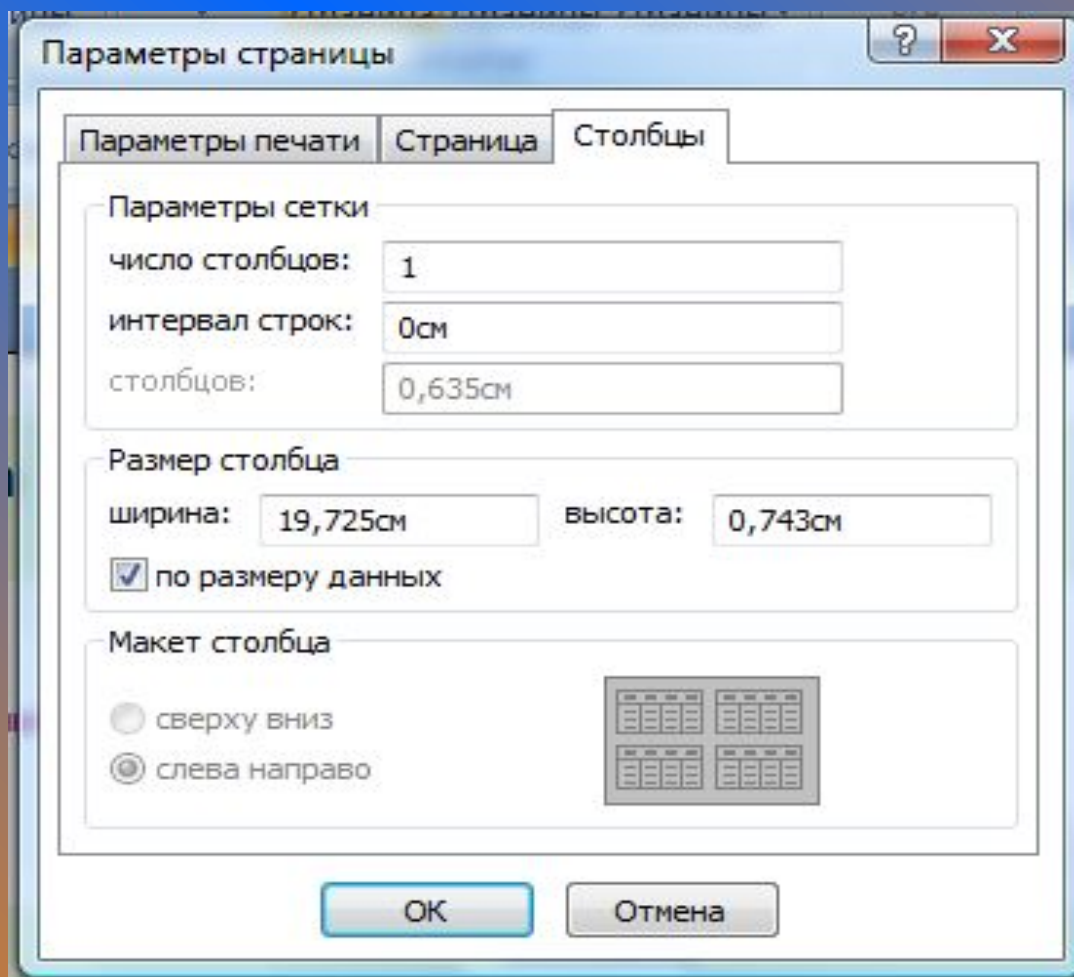 Параметры страницы
Параметры печати Страница Столбцы
Параметры сетки
число столбцов: 1
интервал строк: 0см
столбцов: 0,635см
Размер столбца
ширина: 19,725см высота: 0,743см
по размеру данных
Макет столбца
сверху вниз
слева направо
ОК Отмена